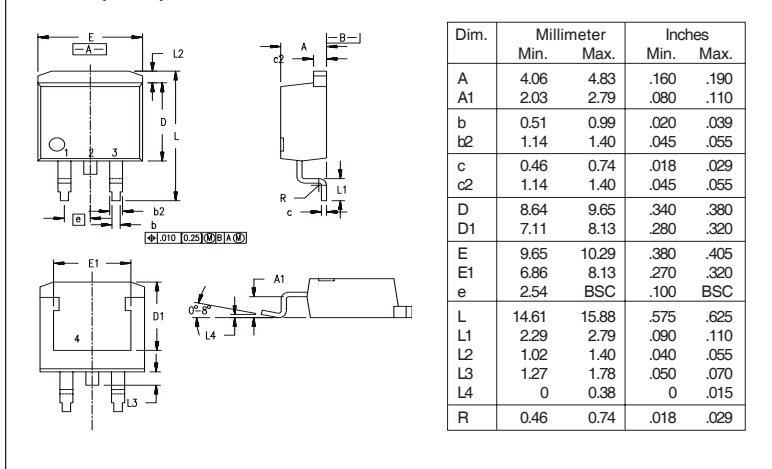 E
A
L2
D
L
1 2 3
e
b2
b
⌖ .010 [0.25] Ⓜ B A Ⓜ
B
A
c2
R
L1
c
E1
D1
4
L3
A1
0°–8°
L4
Dim. Millimeter Inches
Min. Max. Min. Max.
A 4.06 4.83 .160 .190
A1 2.03 2.79 .080 .110
b 0.51 0.99 .020 .039
b2 1.14 1.40 .045 .055
c 0.46 0.74 .018 .029
c2 1.14 1.40 .045 .055
D 8.64 9.65 .340 .380
D1 7.11 8.13 .280 .320
E 9.65 10.29 .380 .405
E1 6.86 8.13 .270 .320
e 2.54 BSC .100 BSC
L 14.61 15.88 .575 .625
L1 2.29 2.79 .090 .110
L2 1.02 1.40 .040 .055
L3 1.27 1.78 .050 .070
L4 0 0.38 0 .015
R 0.46 0.74 .018 .029